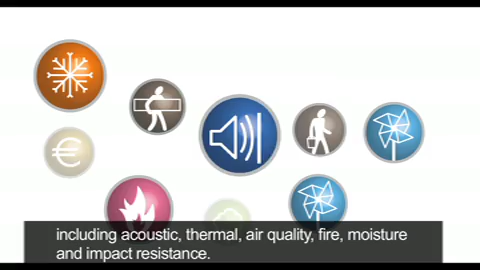 €
including acoustic, thermal, air quality, fire, moisture
and impact resistance.